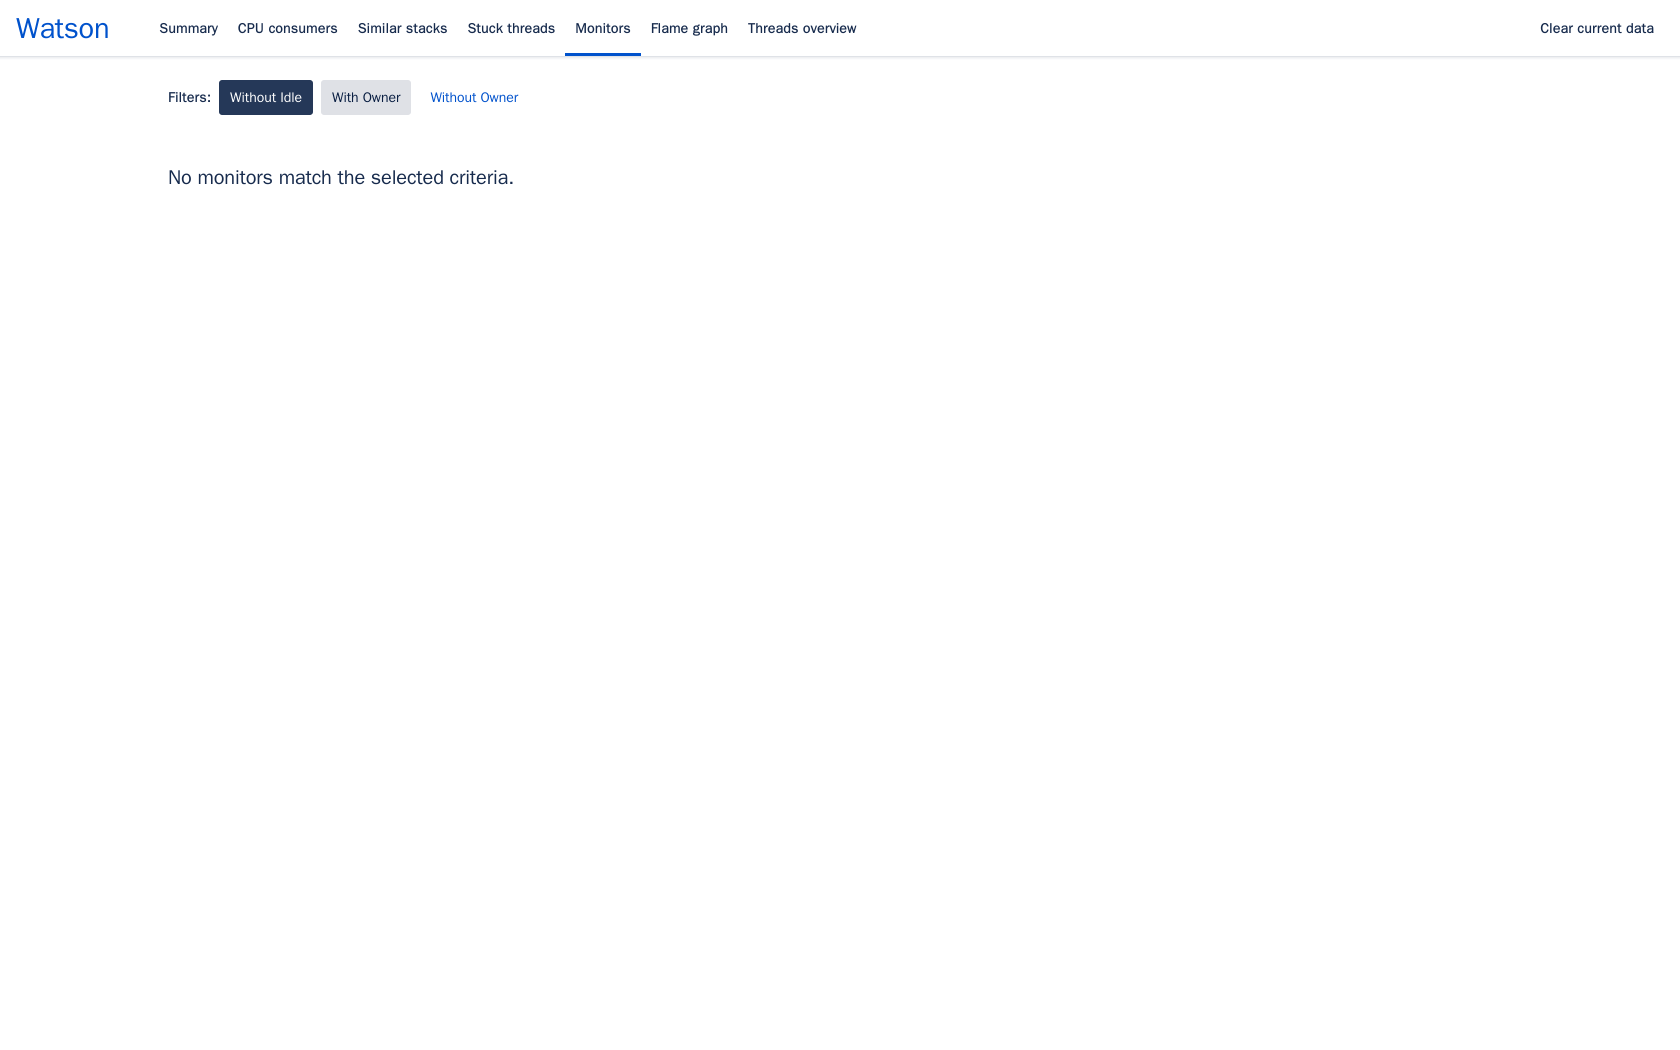 Watson Summary CPU consumers Similar stacks Stuck threads Monitors Flame graph Threads overview Clear current data
Filters: Without Idle With Owner Without Owner
No monitors match the selected criteria.